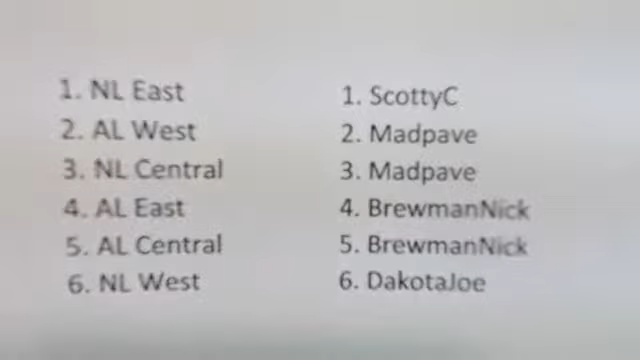 1. NL East
2. AL West
3. NL Central
4. AL East
5. AL Central
6. NL West
1. ScottyC
2. Madpave
3. Madpave
4. BrewmanNick
5. BrewmanNick
6. DakotaJoe